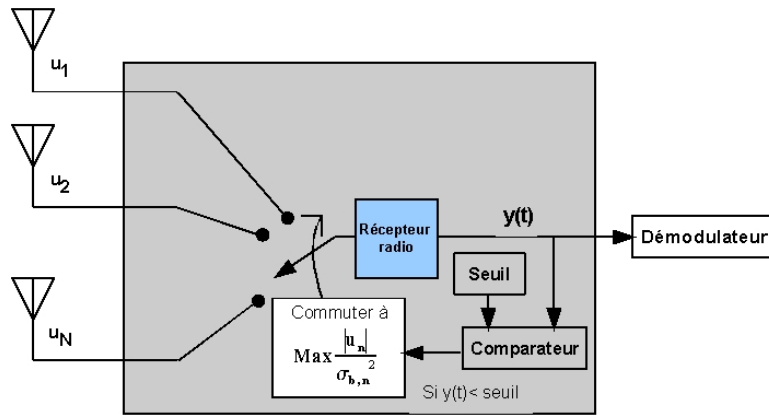 u1
u2
uN
Récepteur
radio
y(t)
Démodulateur
Seuil
Comparateur
Commuter à
Max |un| / σb,n²
Si y(t)< seuil